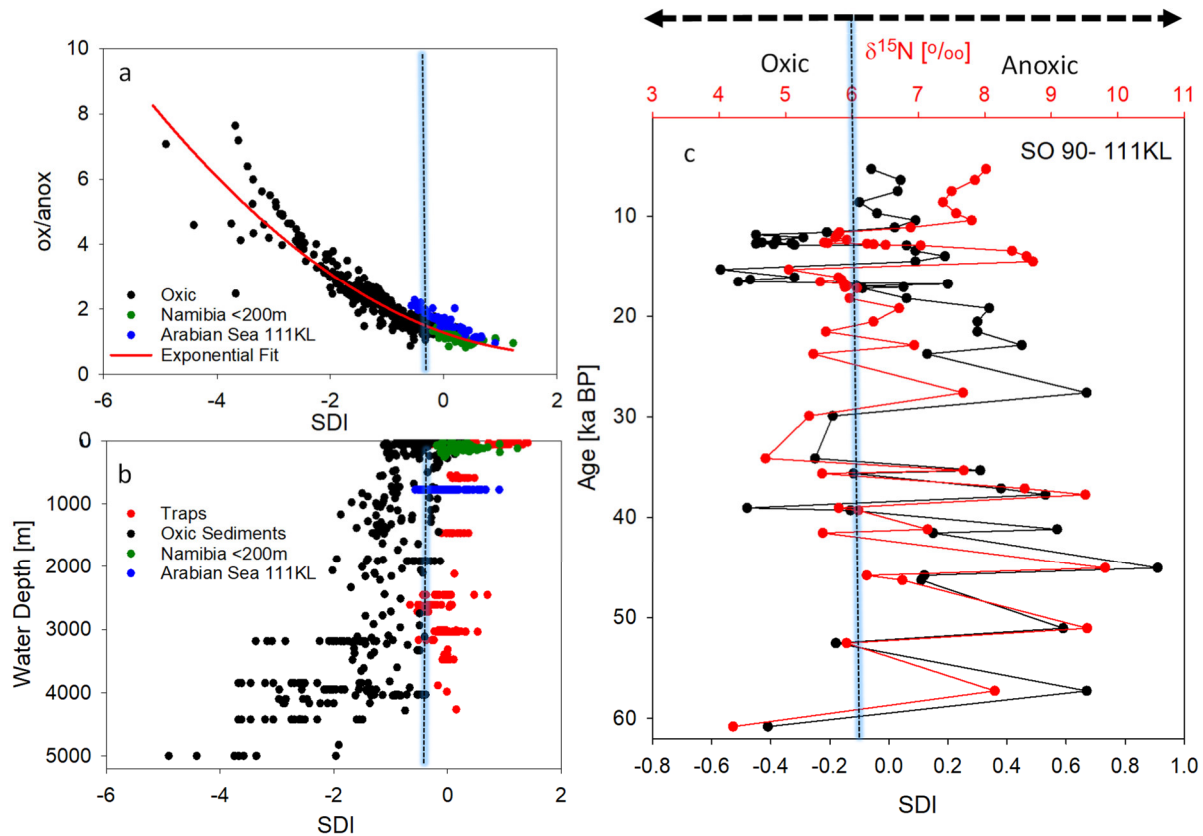 a
10
8
6
4
2
0
ox/anox
Oxic
Namibia <200m
Arabian Sea 111KL
Exponential Fit
-6 -4 -2 0 2
SDI
b
0
1000
2000
3000
4000
5000
Water Depth [m]
Traps
Oxic Sediments
Namibia <200m
Arabian Sea 111KL
-6 -4 -2 0 2
SDI
δ¹⁵N [o/oo]
Oxic Anoxic
3 4 5 6 7 8 9 10 11
c SO 90- 111KL
10
20
30
40
50
60
Age [ka BP]
-0.8 -0.6 -0.4 -0.2 0.0 0.2 0.4 0.6 0.8 1.0
SDI